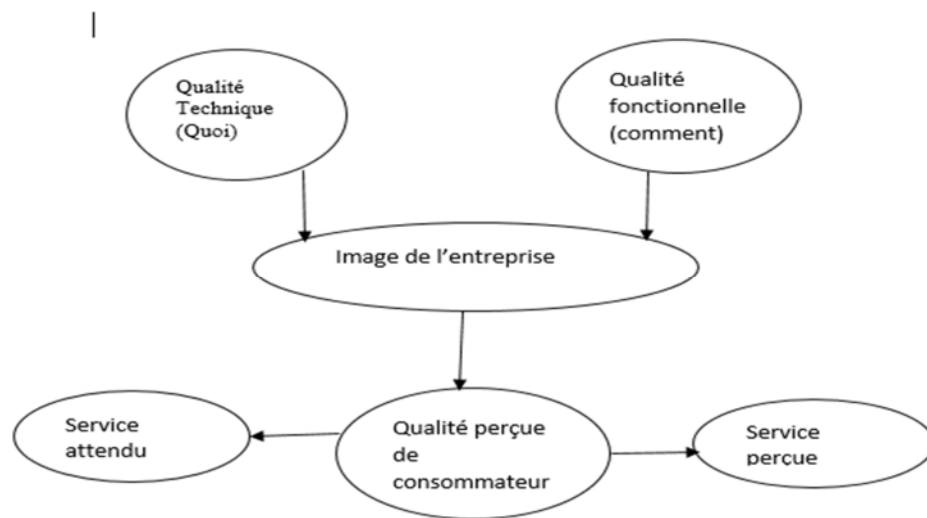 Qualité
Technique
(Quoi)
Qualité
fonctionnelle
(comment)
Image de l'entreprise
Service
attendu
Qualité perçue
de
consommateur
Service
perçue